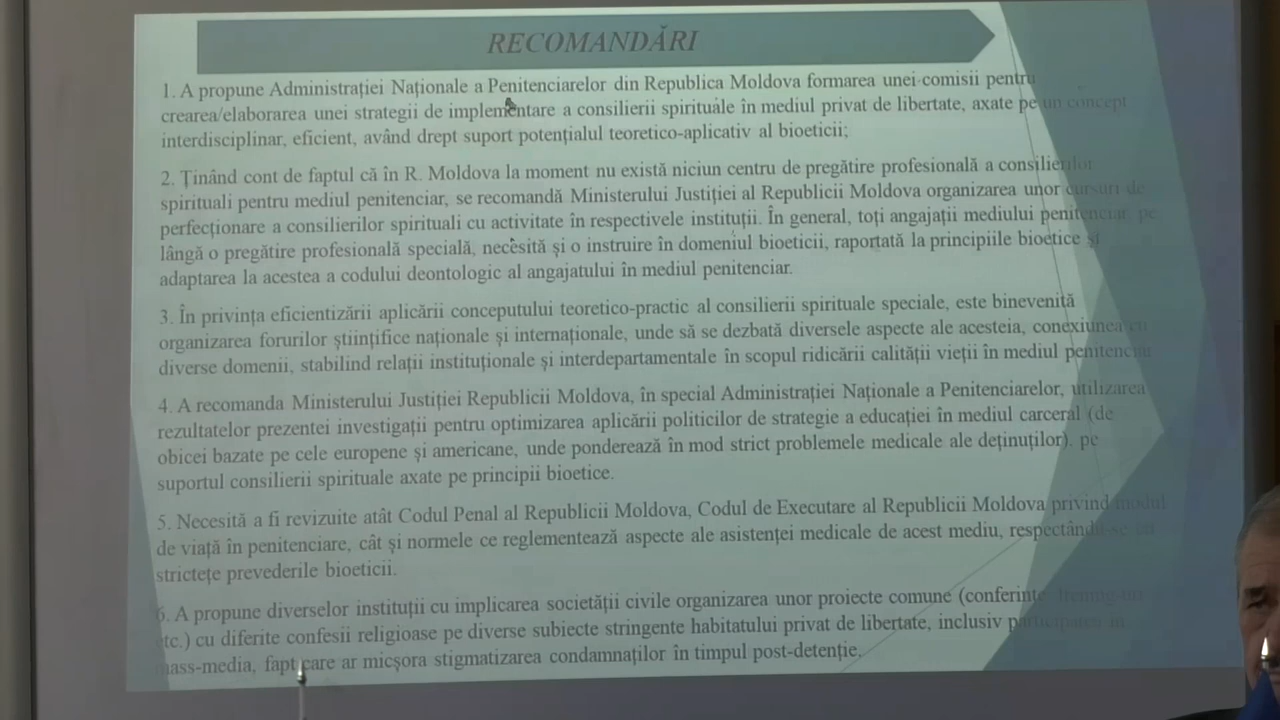 RECOMANDĂRI
1. A propune Administrației Naționale a Penitenciarelor din Republica Moldova formarea unei comisii pentru
crearea/elaborarea unei strategii de implementare a consilierii spirituale în mediul privat de libertate, axate pe un concept
interdisciplinar, eficient, având drept suport potențialul teoretico-aplicativ al bioeticii;
2. Ținând cont de faptul că în R. Moldova la moment nu există niciun centru de pregătire profesională a consilierilor
spirituali pentru mediul penitenciar, se recomandă Ministerului Justiției al Republicii Moldova organizarea unor cursuri de
perfecționare a consilierilor spirituali cu activitate în respectivele instituții. În general, toți angajații mediului penitenciar, pe
lângă o pregătire profesională specială, necesită și o instruire în domeniul bioeticii, raportată la principiile bioetice și
adaptarea la acestea a codului deontologic al angajatului în mediul penitenciar.
3. În privința eficientizării aplicării conceputului teoretico-practic al consilierii spirituale speciale, este binevenită
organizarea forurilor științifice naționale și internaționale, unde să se dezbată diversele aspecte ale acesteia, conexiunea cu
diverse domenii, stabilind relații instituționale și interdepartamentale în scopul ridicării calității vieții în mediul penitenciar
4. A recomanda Ministerului Justiției Republicii Moldova, în special Administrației Naționale a Penitenciarelor, utilizarea
rezultatelor prezentei investigații pentru optimizarea aplicării politicilor de strategie a educației în mediul carceral (de
obicei bazate pe cele europene și americane, unde ponderează în mod strict problemele medicale ale deținuților), pe
suportul consilierii spirituale axate pe principii bioetice.
5. Necesită a fi revizuite atât Codul Penal al Republicii Moldova, Codul de Executare al Republicii Moldova privind modul
de viață în penitenciare, cât și normele ce reglementează aspecte ale asistenței medicale de acest mediu, respectându-se cu
strictețe prevederile bioeticii.
6. A propune diverselor instituții cu implicarea societății civile organizarea unor proiecte comune (conferințe
etc.) cu diferite confesii religioase pe diverse subiecte stringente habitatului privat de libertate, inclusiv participarea în
mass-media, fapt care ar micșora stigmatizarea condamnaților în timpul post-detenție.